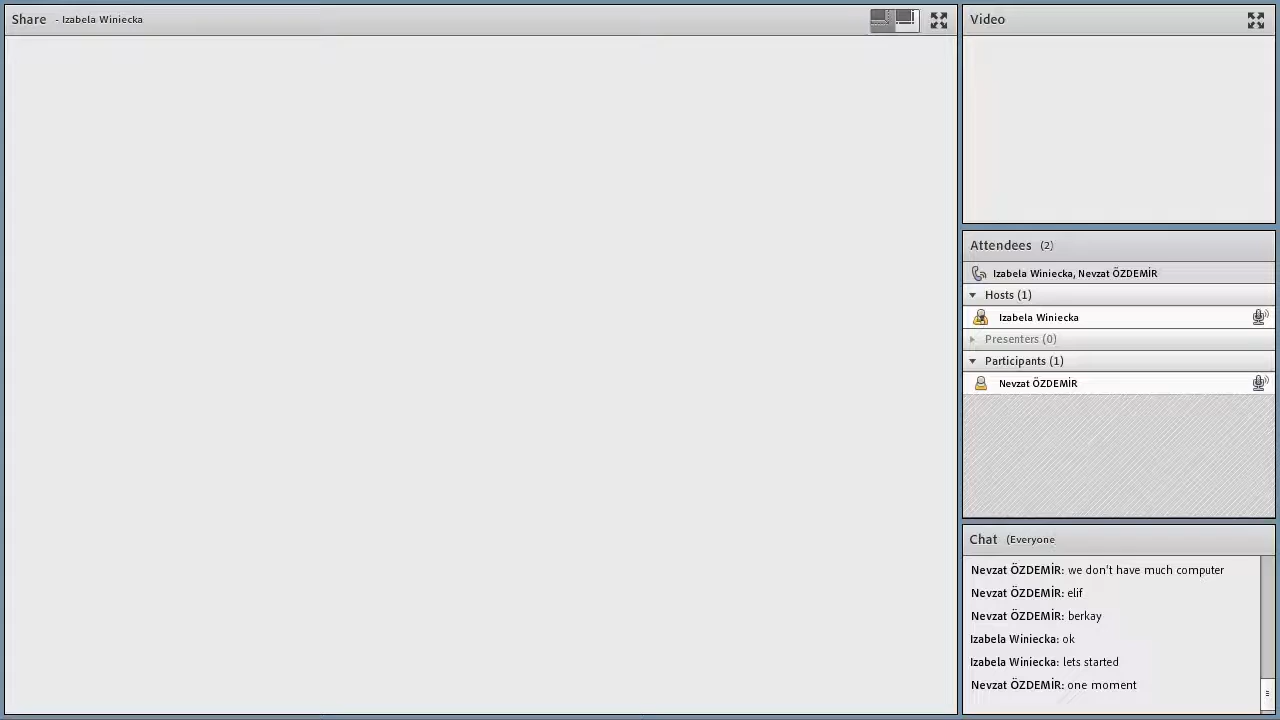 Share - Izabela Winiecka
Video
Attendees (2)
Izabela Winiecka, Nevzat ÖZDEMİR
Hosts (1)
Izabela Winiecka
Presenters (0)
Participants (1)
Nevzat ÖZDEMİR
Chat (Everyone
Nevzat ÖZDEMİR: we don't have much computer
Nevzat ÖZDEMİR: elif
Nevzat ÖZDEMİR: berkay
Izabela Winiecka: ok
Izabela Winiecka: lets started
Nevzat ÖZDEMİR: one moment